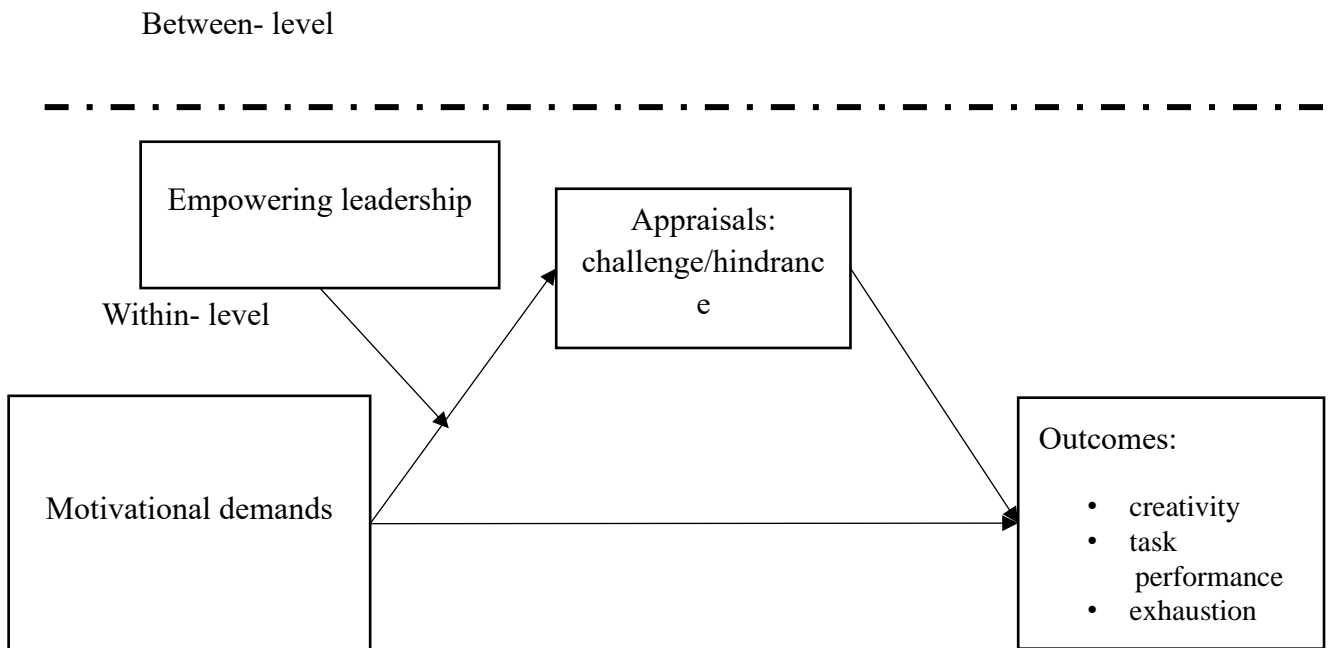 Between- level
Empowering leadership
Appraisals:
challenge/hindranc
e
Within- level
Motivational demands
Outcomes:
• creativity
• task
performance
• exhaustion